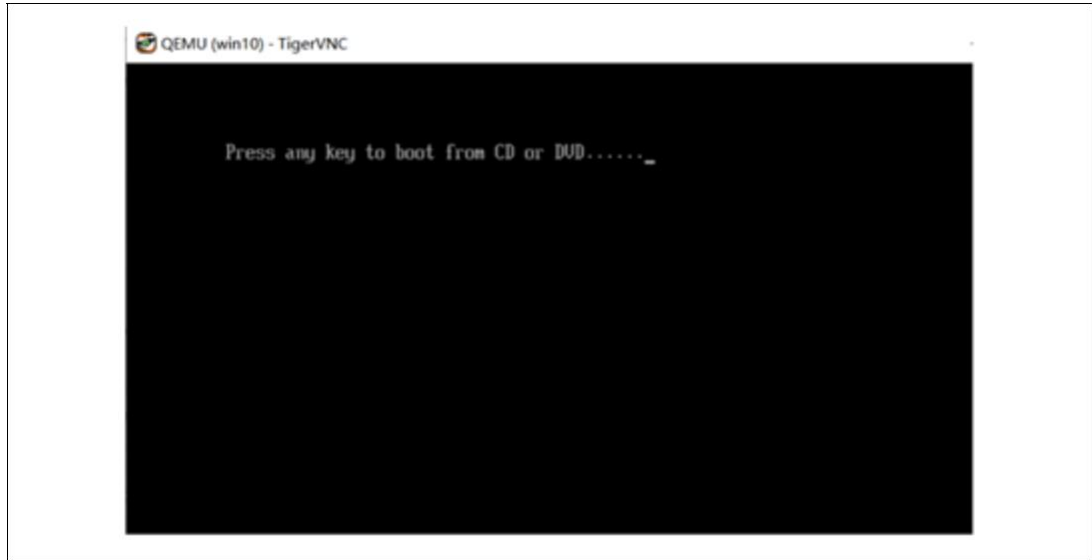 QEMU (win10) - TigerVNC
Press any key to boot from CD or DVD......_